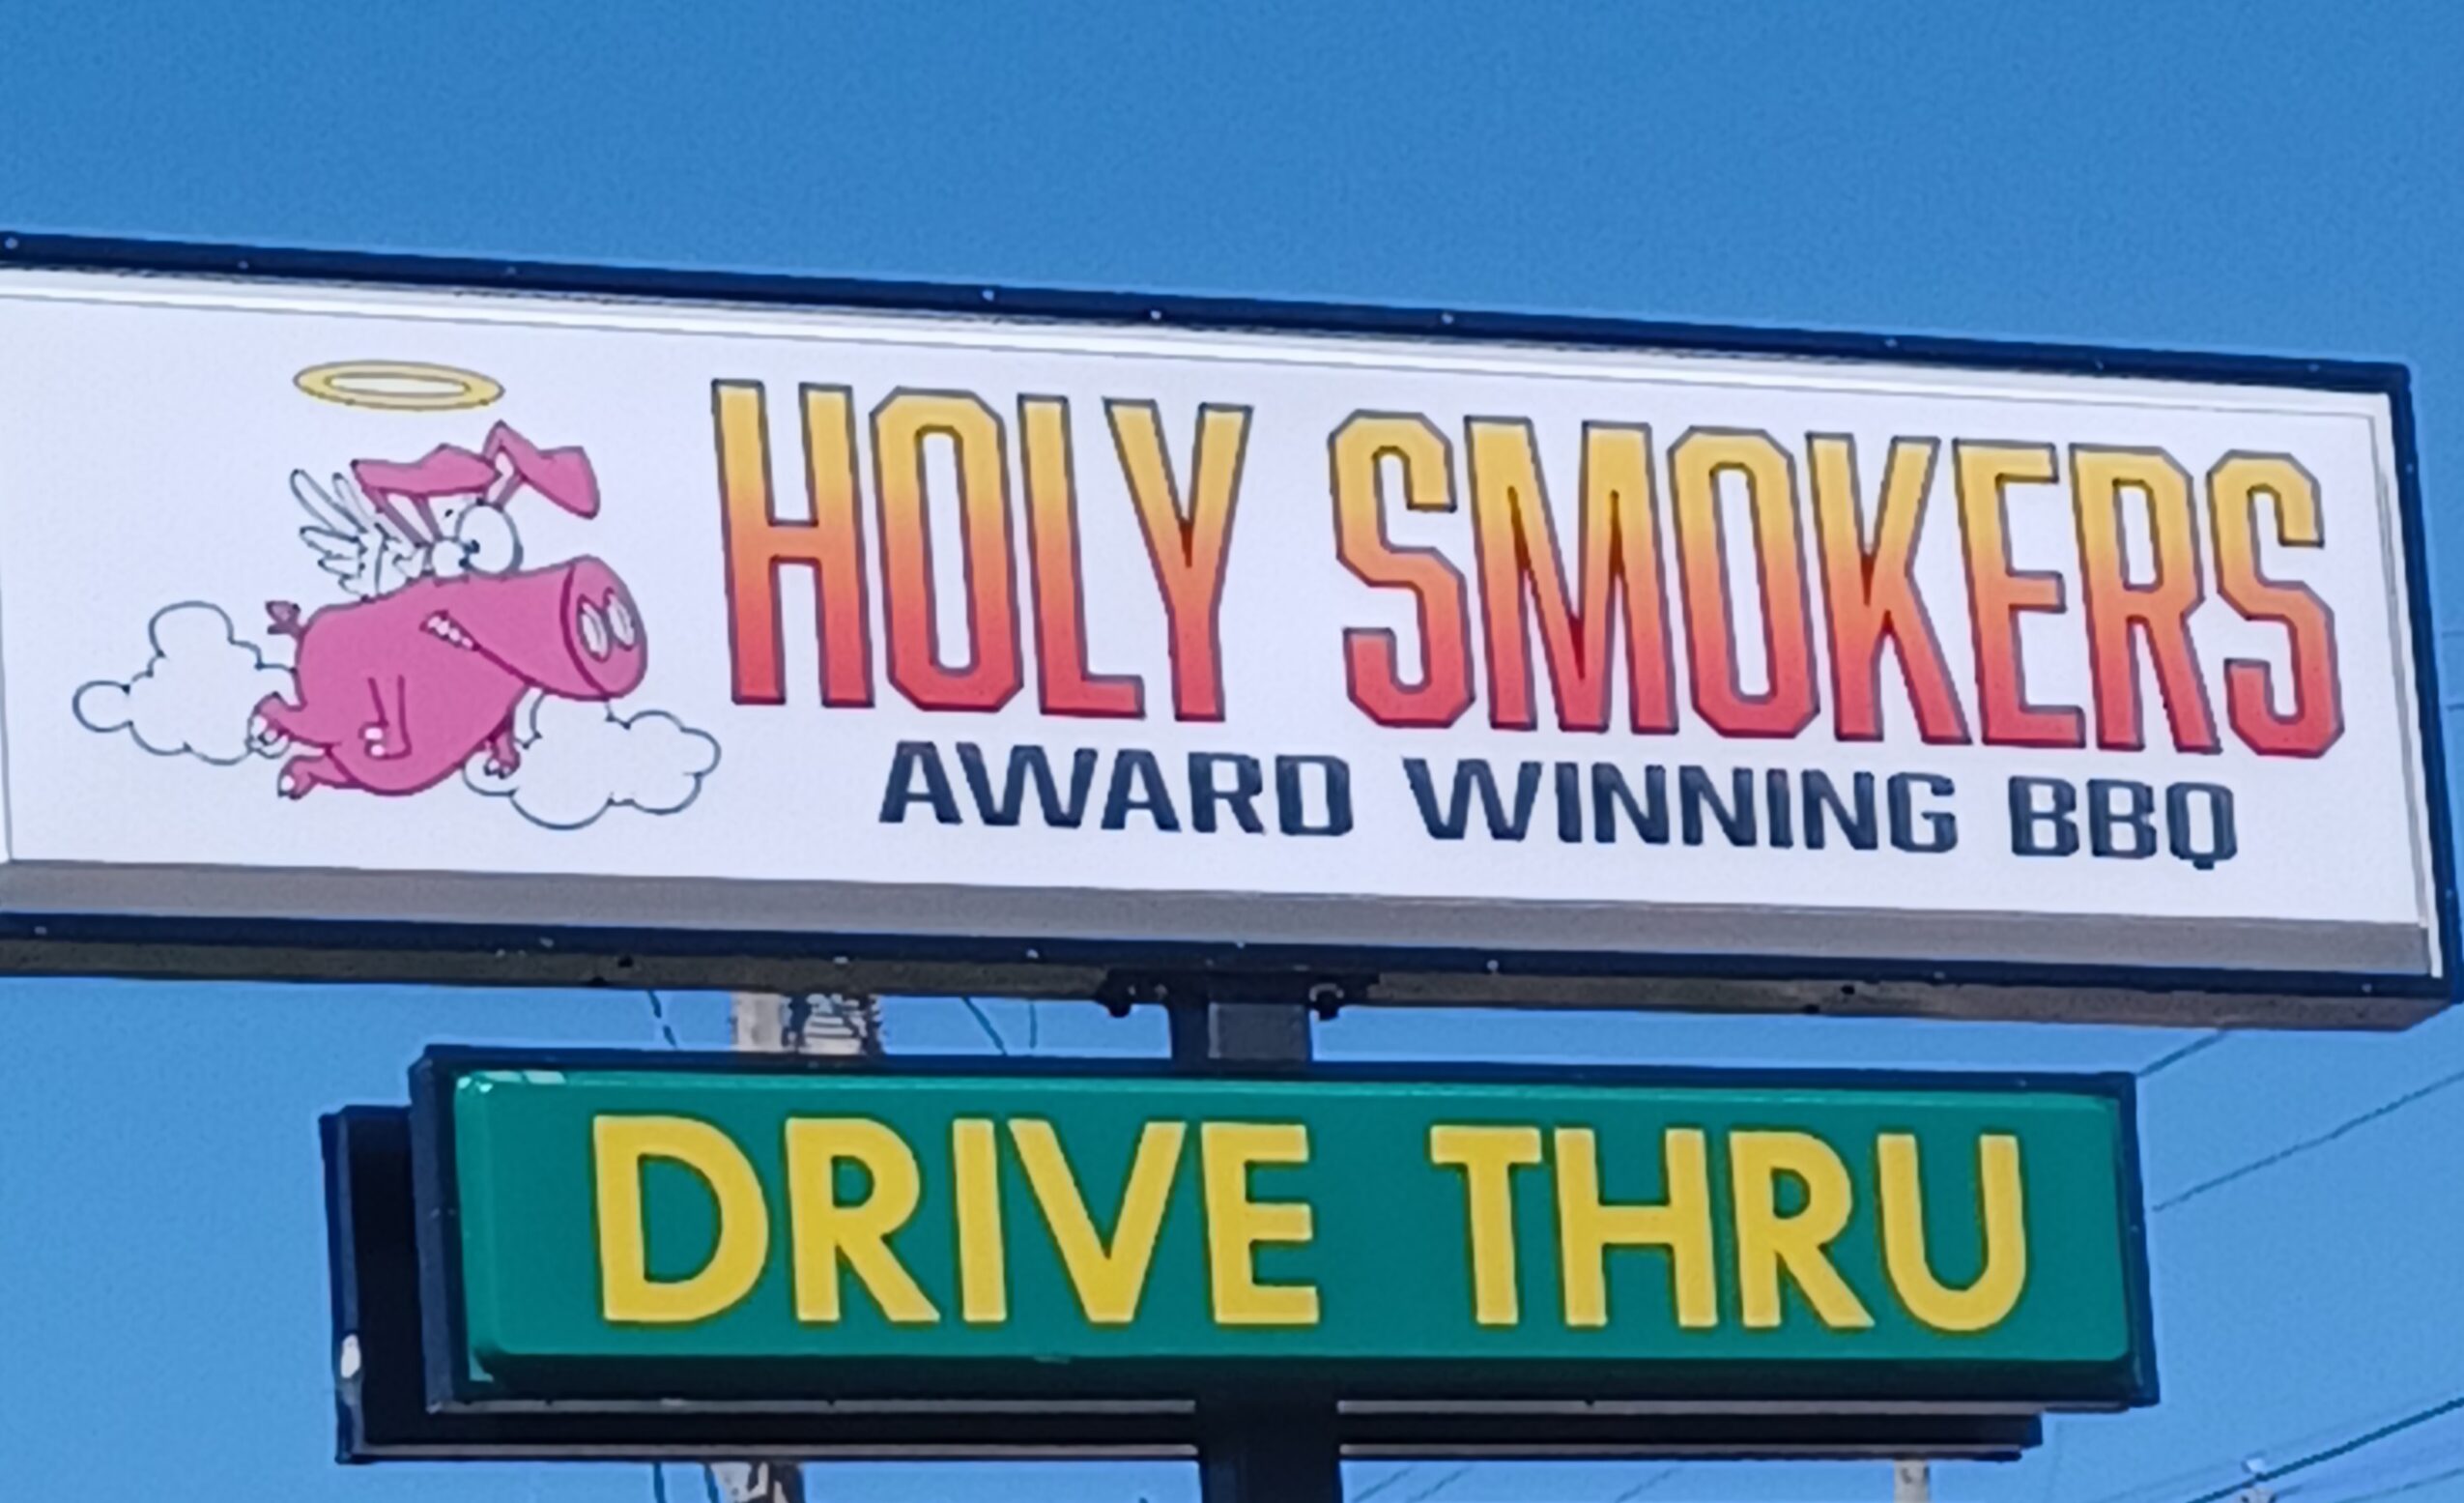 HOLY SMOKERS
AWARD WINNING BBQ
DRIVE THRU